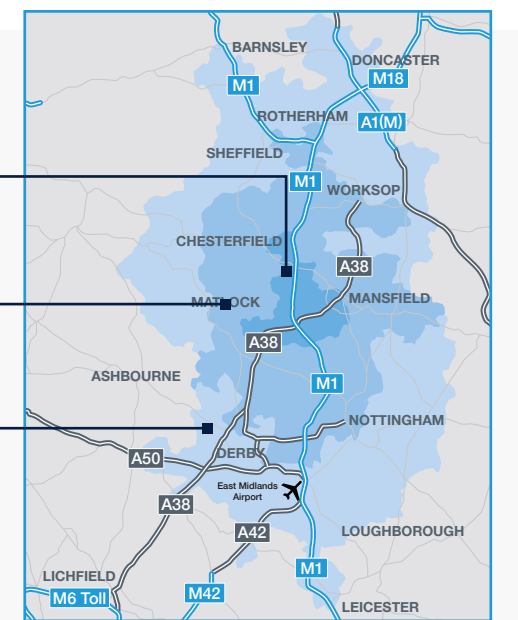 BARNSLEY
DONCASTER
M18
M1
ROTHERHAM
A1(M)
SHEFFIELD
M1
WORKSOP
CHESTERFIELD
A38
MATLOCK
MANSFIELD
A38
ASHBOURNE
M1
NOTTINGHAM
DERBY
A50
East Midlands
Airport
A38
A42
LOUGHBOROUGH
M1
LICHFIELD
M6 Toll
M42
LEICESTER